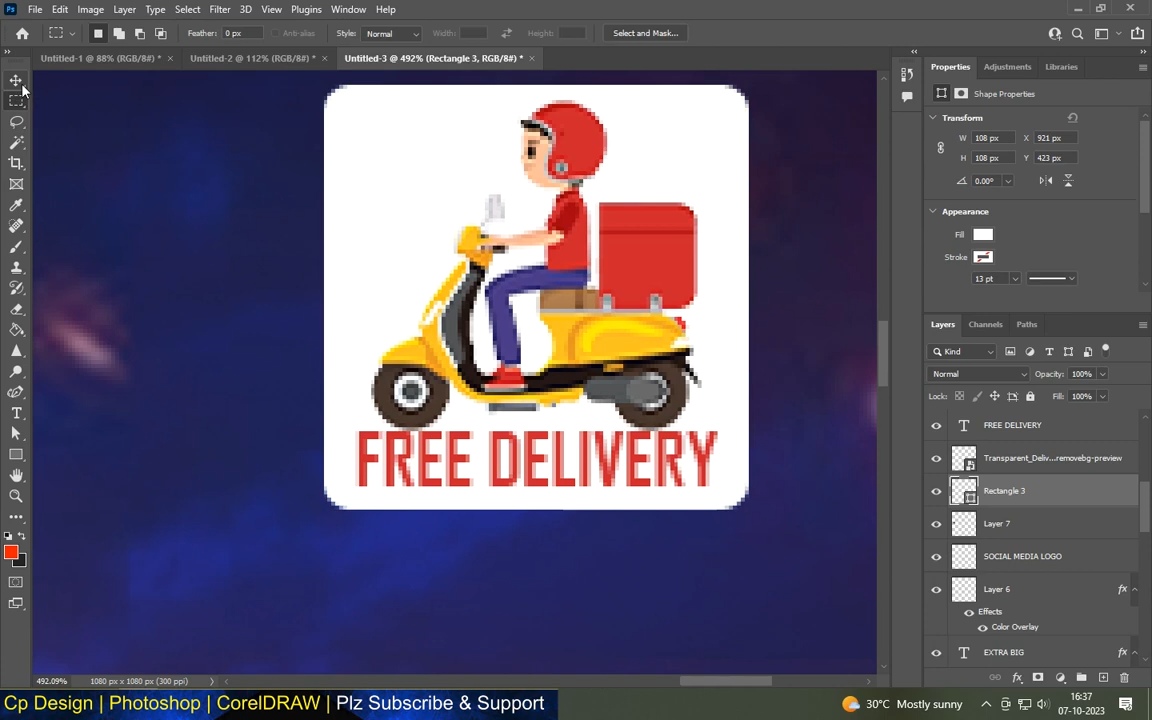 File Edit Image Layer Type Select Filter 3D View Plugins Window Help
Feather: 0 px Anti-alias Style: Normal Width: Height: Select and Mask...
Untitled-1 @ 88% (RGB/8#) * × Untitled-2 @ 112% (RGB/8#) * × Untitled-3 @ 492% (Rectangle 3, RGB/8#) * ×
Properties Adjustments Libraries
Shape Properties
Transform
W 108 px X 921 px
H 108 px Y 423 px
0.00°
Appearance
Fill
Stroke
13 pt
FREE DELIVERY
Layers Channels Paths
Kind
Normal Opacity: 100%
Lock: Fill: 100%
FREE DELIVERY
Transparent_Deliv...removebg-preview
Rectangle 3
Layer 7
SOCIAL MEDIA LOGO
Layer 6 fx
Effects
Color Overlay
EXTRA BIG fx
492.09% 1080 px x 1080 px (300 ppi)
Cp Design | Photoshop | CorelDRAW | Plz Subscribe & Support
30°C Mostly sunny
16:37
07-10-2023